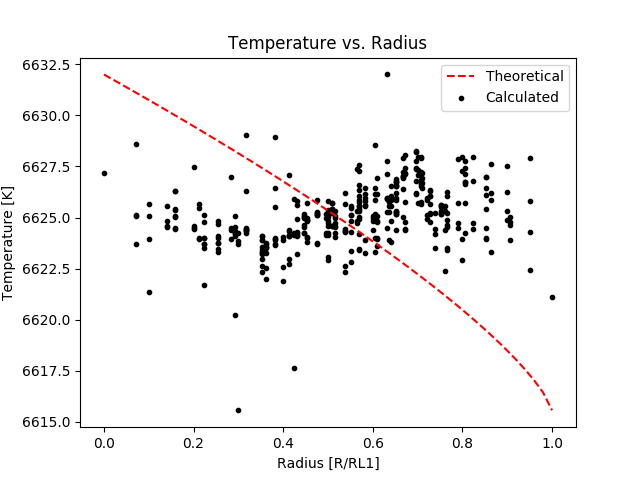 Temperature vs. Radius
Theoretical
Calculated
Temperature [K]
6632.5
6630.0
6627.5
6625.0
6622.5
6620.0
6617.5
6615.0
0.0 0.2 0.4 0.6 0.8 1.0
Radius [R/RL1]